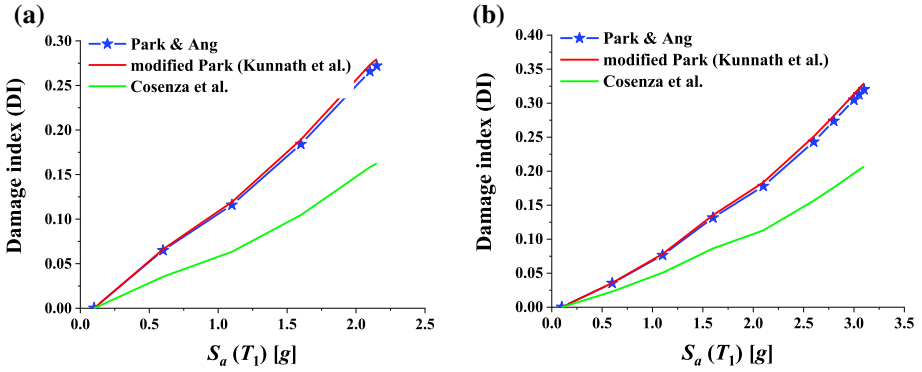 (a)
Park & Ang
modified Park (Kunnath et al.)
Cosenza et al.
Damage index (DI)
0.30
0.25
0.20
0.15
0.10
0.05
0.00
0.0 0.5 1.0 1.5 2.0 2.5
Sa (T1) [g]
(b)
Park & Ang
modified Park (Kunnath et al.)
Cosenza et al.
Damage index (DI)
0.40
0.35
0.30
0.25
0.20
0.15
0.10
0.05
0.00
0.0 0.5 1.0 1.5 2.0 2.5 3.0 3.5
Sa (T1) [g]